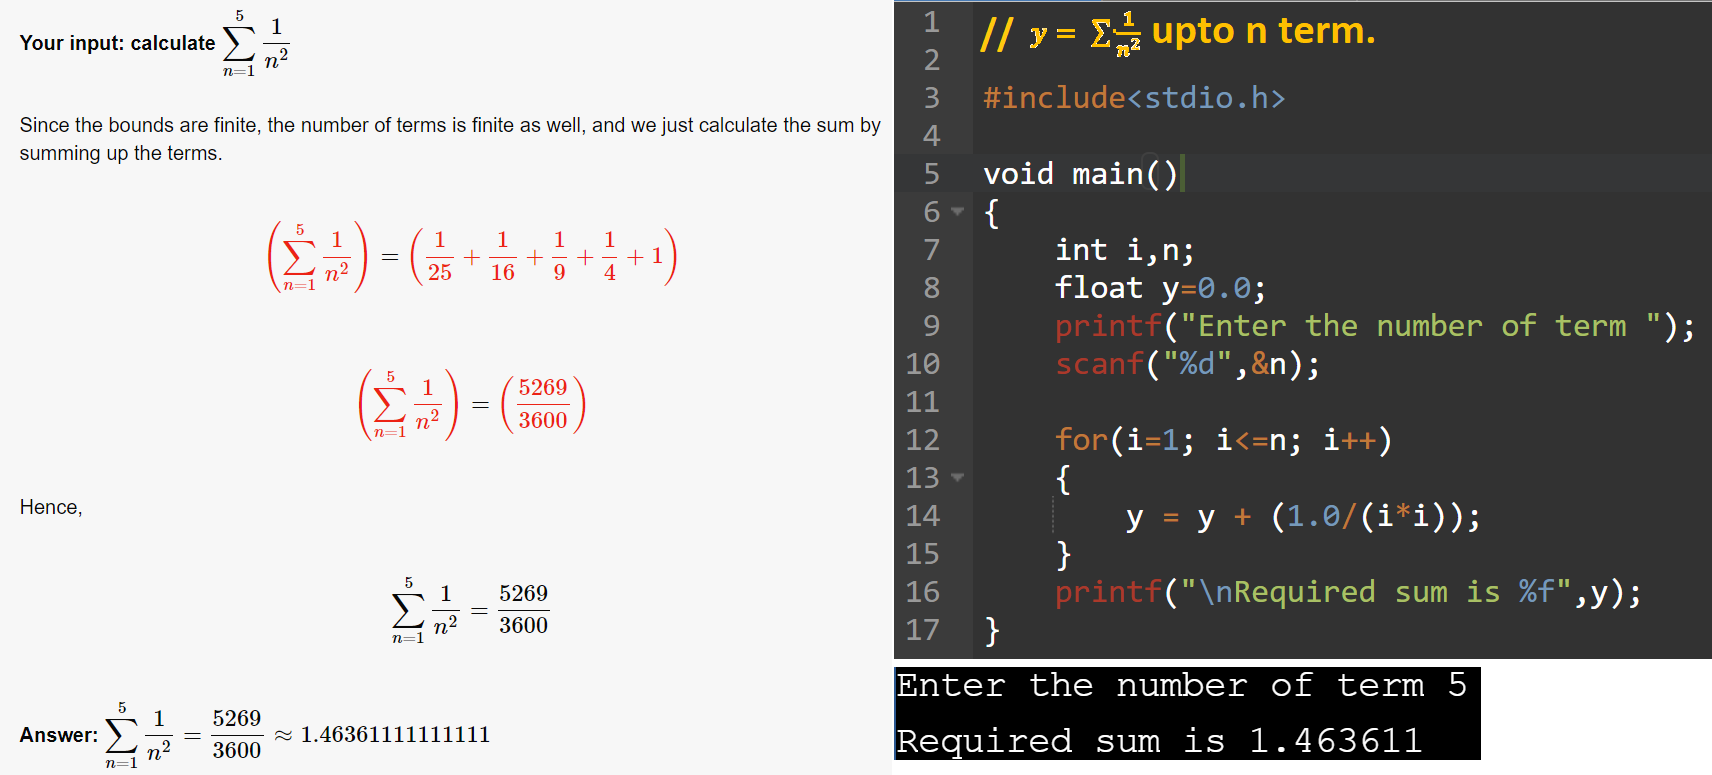 Your input: calculate \sum_{n=1}^{5} \frac{1}{n^2}
Since the bounds are finite, the number of terms is finite as well, and we just calculate the sum by
summing up the terms.
\left(\sum_{n=1}^{5} \frac{1}{n^2}\right) = \left(\frac{1}{25} + \frac{1}{16} + \frac{1}{9} + \frac{1}{4} + 1\right)
\left(\sum_{n=1}^{5} \frac{1}{n^2}\right) = \left(\frac{5269}{3600}\right)
Hence,
\sum_{n=1}^{5} \frac{1}{n^2} = \frac{5269}{3600}
Answer: \sum_{n=1}^{5} \frac{1}{n^2} = \frac{5269}{3600} ≈ 1.46361111111111
1 // y = \sum \frac{1}{n^2} upto n term.
2
3 #include<stdio.h>
4
5 void main()
6 {
7 int i,n;
8 float y=0.0;
9 printf("Enter the number of term ");
10 scanf("%d",&n);
11
12 for(i=1; i<=n; i++)
13 {
14 y = y + (1.0/(i*i));
15 }
16 printf("\nRequired sum is %f",y);
17 }
Enter the number of term 5
Required sum is 1.463611